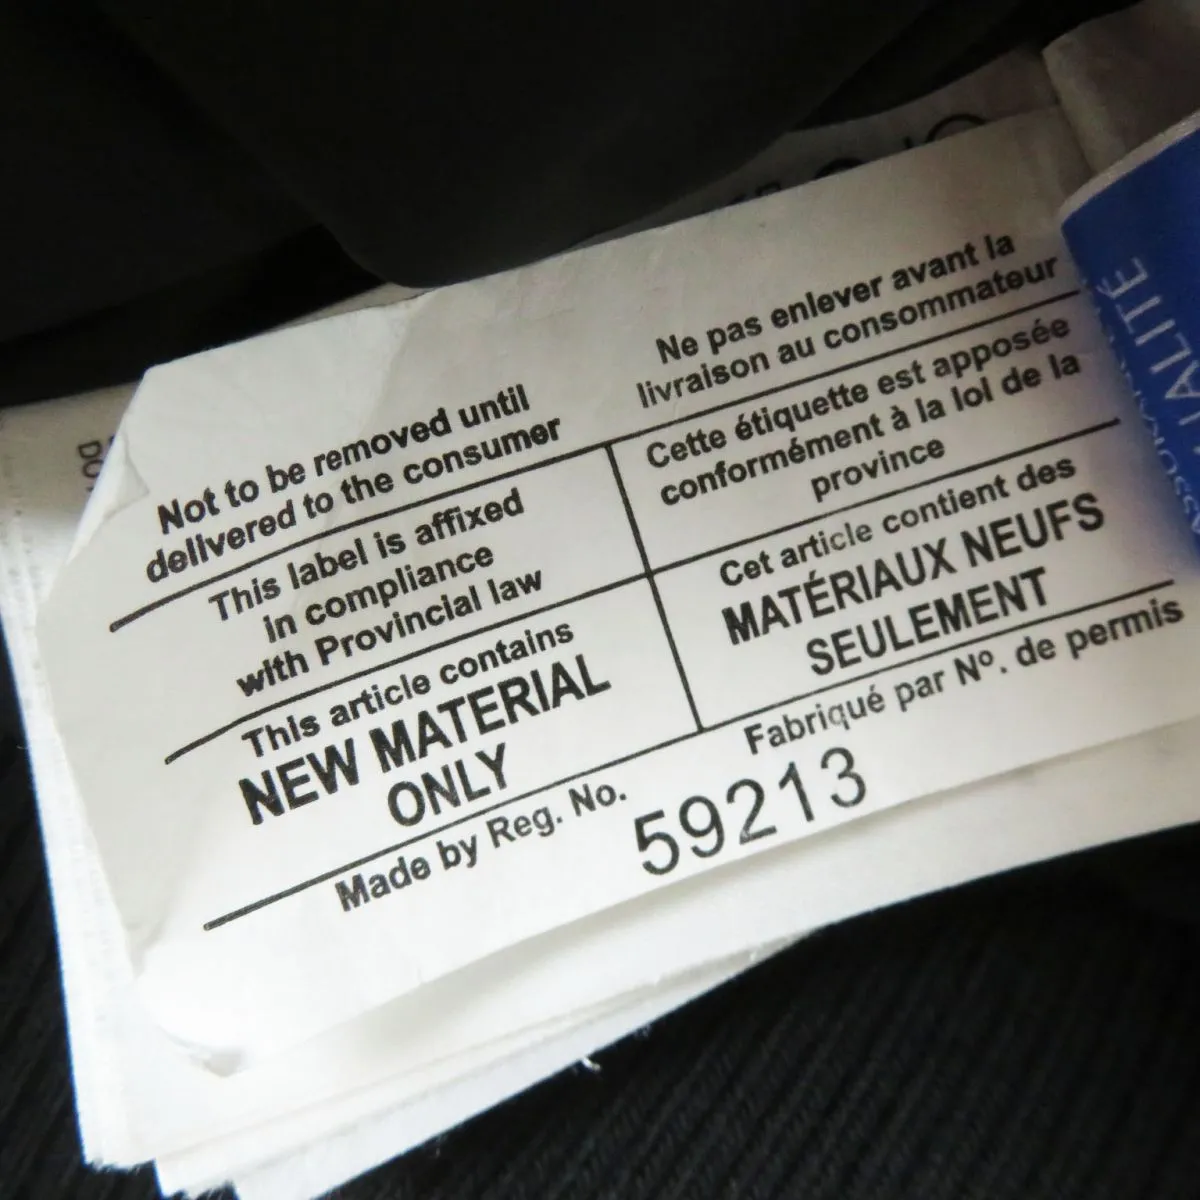 Not to be removed until
delivered to the consumer
Ne pas enlever avant la
livraison au consommateur
This label is affixed
in compliance
with Provincial law
Cette étiquette est apposée
conformément à la loI de la
province
This article contains
NEW MATERIAL
ONLY
Cet article contient des
MATÉRIAUX NEUFS
SEULEMENT
Made by Reg. No.
Fabriqué par Nº. de permis
59213
ALITÉ